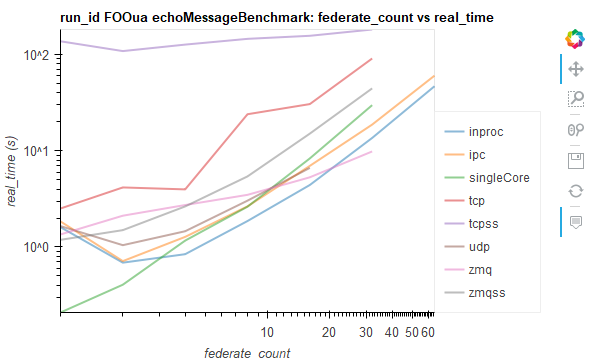 run_id FOOua echoMessageBenchmark: federate_count vs real_time
real_time (s)
10^2
10^1
10^0
inproc
ipc
singleCore
tcp
tcpss
udp
zmq
zmqss
10
20
30
40
50
60
federate_count